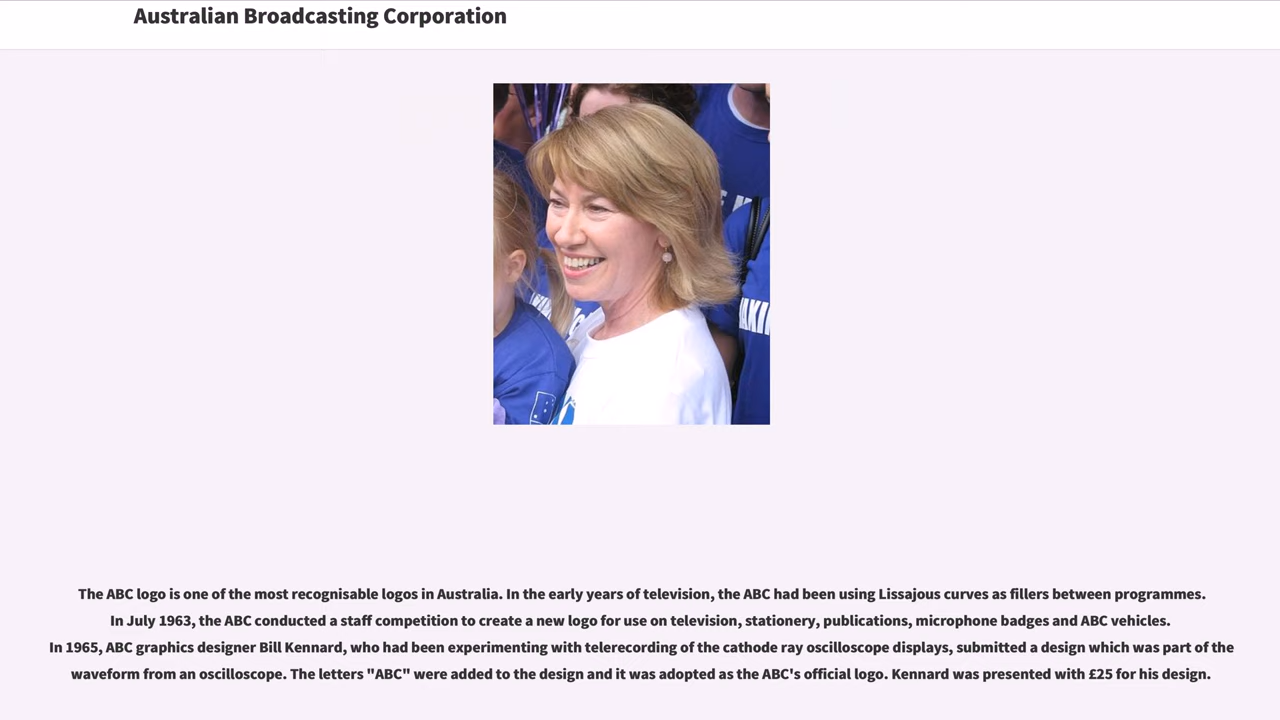 Australian Broadcasting Corporation
The ABC logo is one of the most recognisable logos in Australia. In the early years of television, the ABC had been using Lissajous curves as fillers between programmes.
In July 1963, the ABC conducted a staff competition to create a new logo for use on television, stationery, publications, microphone badges and ABC vehicles.
In 1965, ABC graphics designer Bill Kennard, who had been experimenting with telerecording of the cathode ray oscilloscope displays, submitted a design which was part of the
waveform from an oscilloscope. The letters "ABC" were added to the design and it was adopted as the ABC's official logo. Kennard was presented with £25 for his design.